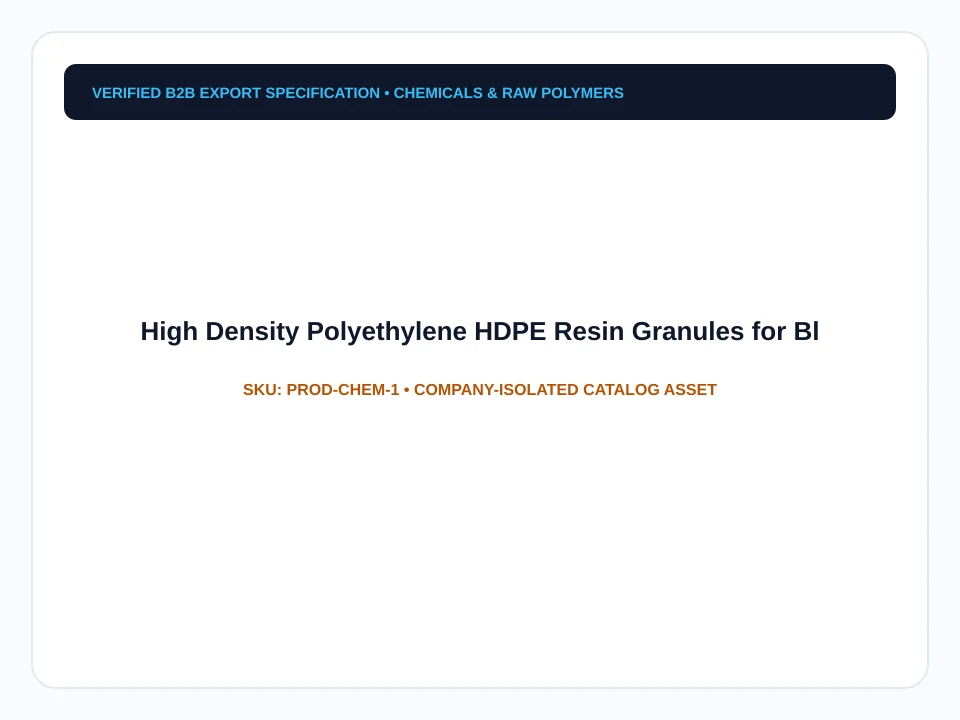 VERIFIED B2B EXPORT SPECIFICATION • CHEMICALS & RAW POLYMERS
High Density Polyethylene HDPE Resin Granules for Bl
SKU: PROD-CHEM-1 • COMPANY-ISOLATED CATALOG ASSET